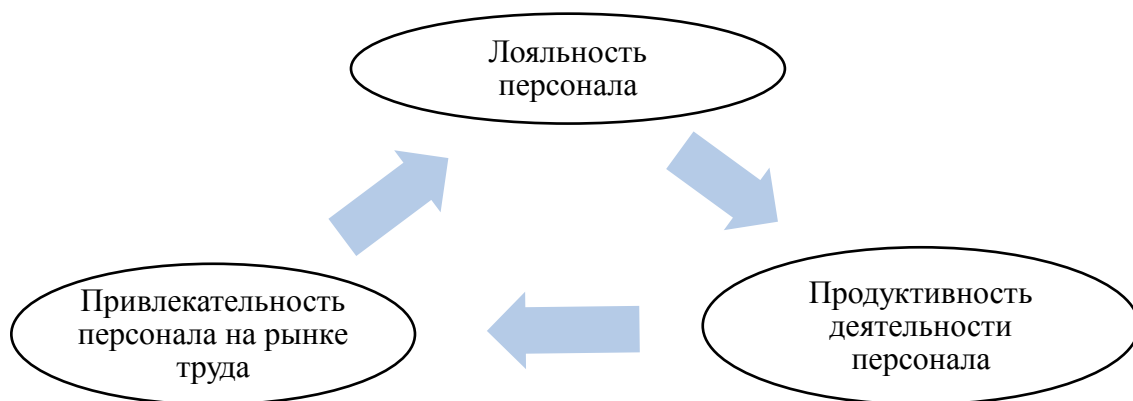 Лояльность
персонала
Привлекательность
персонала на рынке
труда
Продуктивность
деятельности
персонала